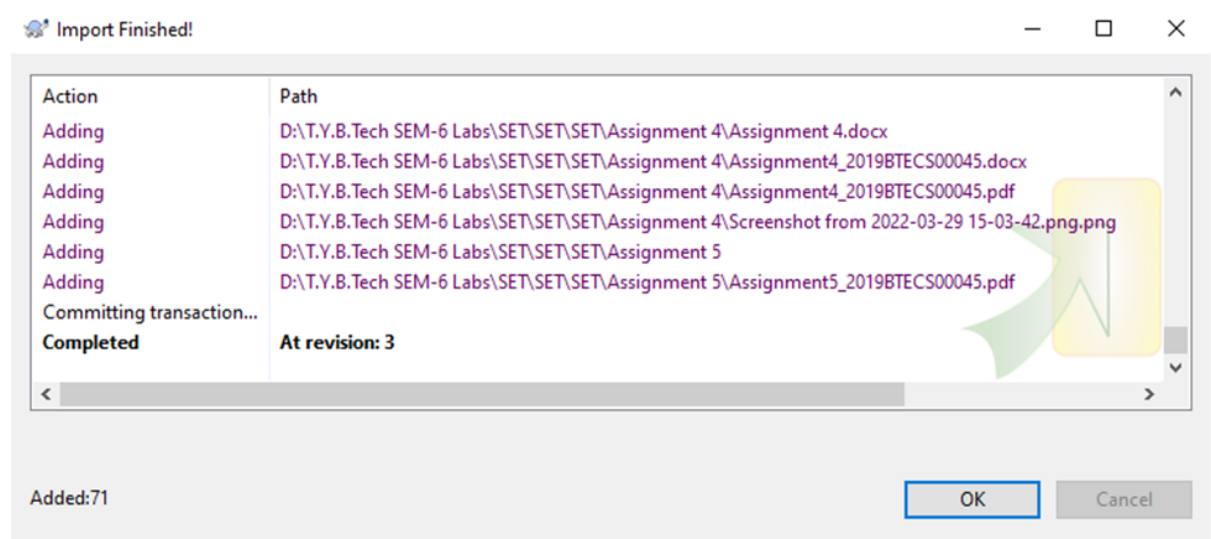 Import Finished!
Action Path
Adding D:\T.Y.B.Tech SEM-6 Labs\SET\SET\SET\Assignment 4\Assignment 4.docx
Adding D:\T.Y.B.Tech SEM-6 Labs\SET\SET\SET\Assignment 4\Assignment4_2019BTECS00045.docx
Adding D:\T.Y.B.Tech SEM-6 Labs\SET\SET\SET\Assignment 4\Assignment4_2019BTECS00045.pdf
Adding D:\T.Y.B.Tech SEM-6 Labs\SET\SET\SET\Assignment 4\Screenshot from 2022-03-29 15-03-42.png.png
Adding D:\T.Y.B.Tech SEM-6 Labs\SET\SET\SET\Assignment 5
Adding D:\T.Y.B.Tech SEM-6 Labs\SET\SET\SET\Assignment 5\Assignment5_2019BTECS00045.pdf
Committing transaction...
Completed At revision: 3
Added:71
OK Cancel